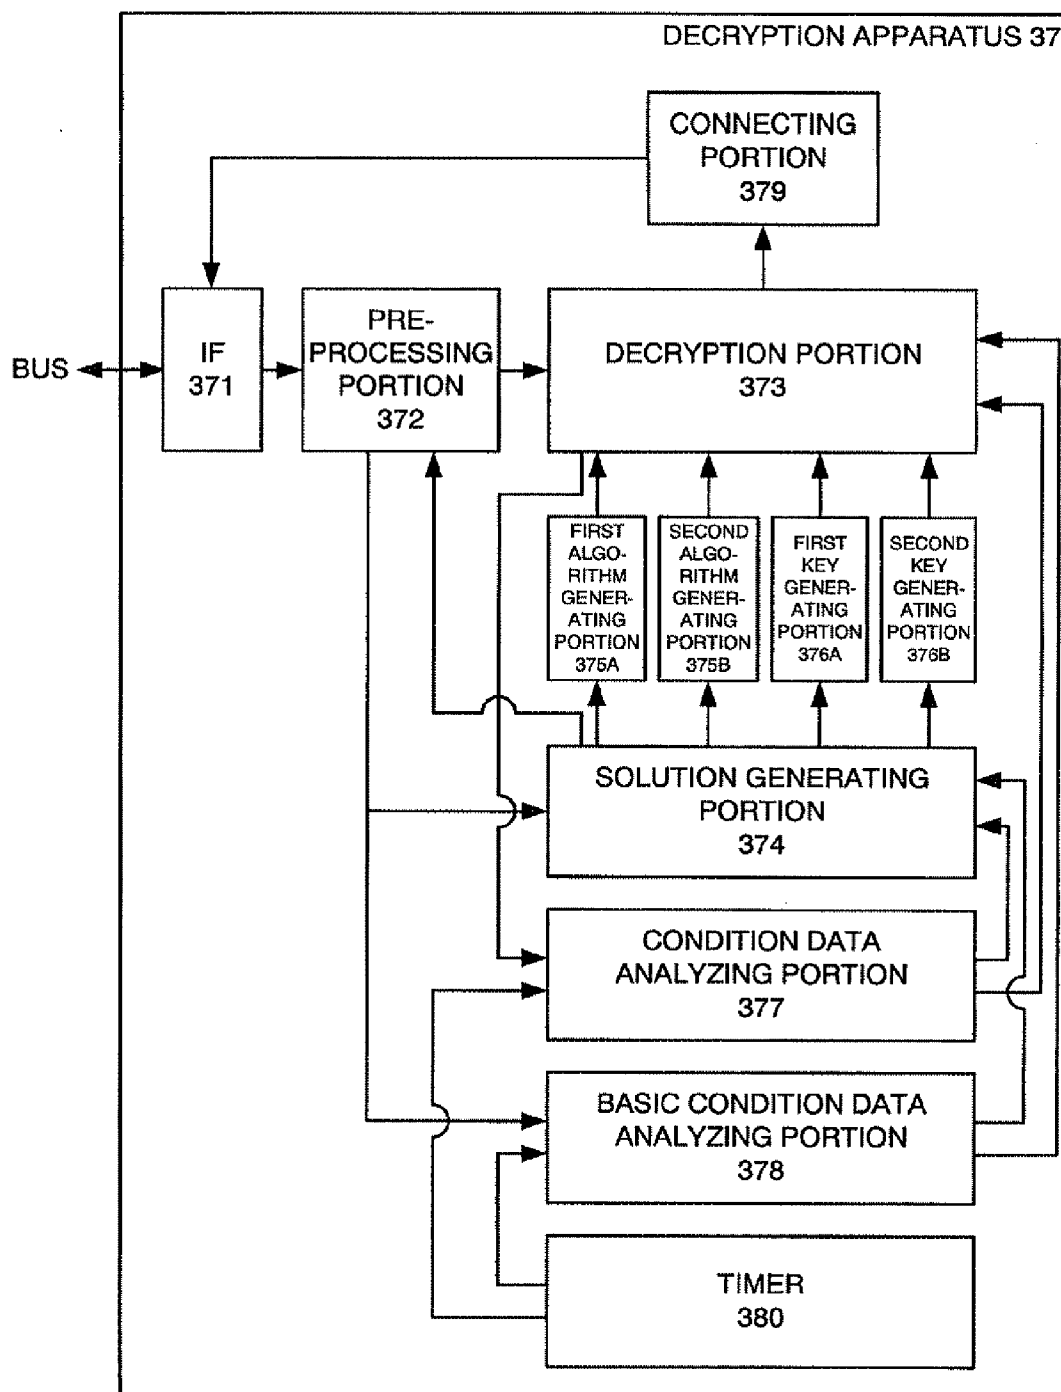 DECRYPTION APPARATUS 37
CONNECTING
PORTION
379
BUS
IF
371
PRE-
PROCESSING
PORTION
372
DECRYPTION PORTION
373
FIRST
ALGO-
RITHM
GENER-
ATING
PORTION
375A
SECOND
ALGO-
RITHM
GENER-
ATING
PORTION
375B
FIRST
KEY
GENER-
ATING
PORTION
376A
SECOND
KEY
GENER-
ATING
PORTION
376B
SOLUTION GENERATING
PORTION
374
CONDITION DATA
ANALYZING PORTION
377
BASIC CONDITION DATA
ANALYZING PORTION
378
TIMER
380